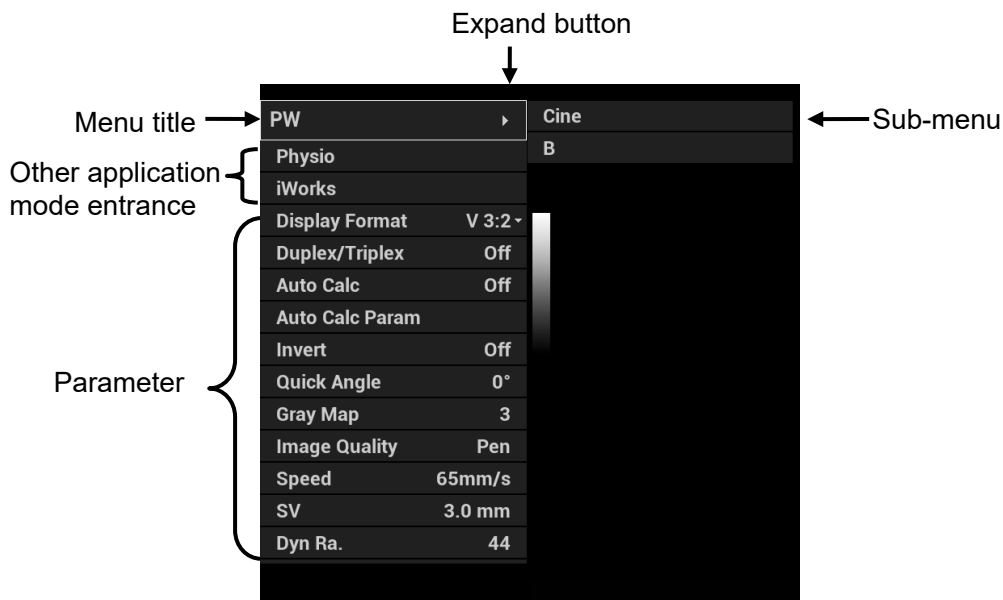 Expand button
Menu title
PW
Cine
Sub-menu
B
Other application
mode entrance
Physio
iWorks
Parameter
Display Format V 3:2
Duplex/Triplex Off
Auto Calc Off
Auto Calc Param
Invert Off
Quick Angle 0°
Gray Map 3
Image Quality Pen
Speed 65mm/s
SV 3.0 mm
Dyn Ra. 44